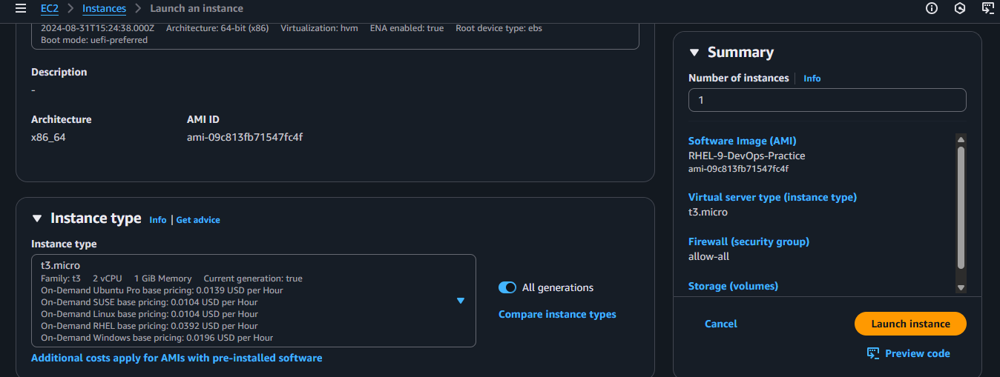 EC2 > Instances > Launch an instance
2024-08-31T15:24:38.000Z Architecture: 64-bit (x86) Virtualization: hvm ENA enabled: true Root device type: ebs
Boot mode: uefi-preferred
Description
-
Architecture AMI ID
x86_64 ami-09c813fb71547fc4f
Instance type Info | Get advice
Instance type
t3.micro
Family: t3 2 vCPU 1 GiB Memory Current generation: true
On-Demand Ubuntu Pro base pricing: 0.0139 USD per Hour
On-Demand SUSE base pricing: 0.0104 USD per Hour
On-Demand Linux base pricing: 0.0104 USD per Hour
On-Demand RHEL base pricing: 0.0392 USD per Hour
On-Demand Windows base pricing: 0.0196 USD per Hour
All generations
Compare instance types
Additional costs apply for AMIs with pre-installed software
Summary
Number of instances Info
1
Software Image (AMI)
RHEL-9-DevOps-Practice
ami-09c813fb71547fc4f
Virtual server type (instance type)
t3.micro
Firewall (security group)
allow-all
Storage (volumes)
Cancel
Launch instance
Preview code